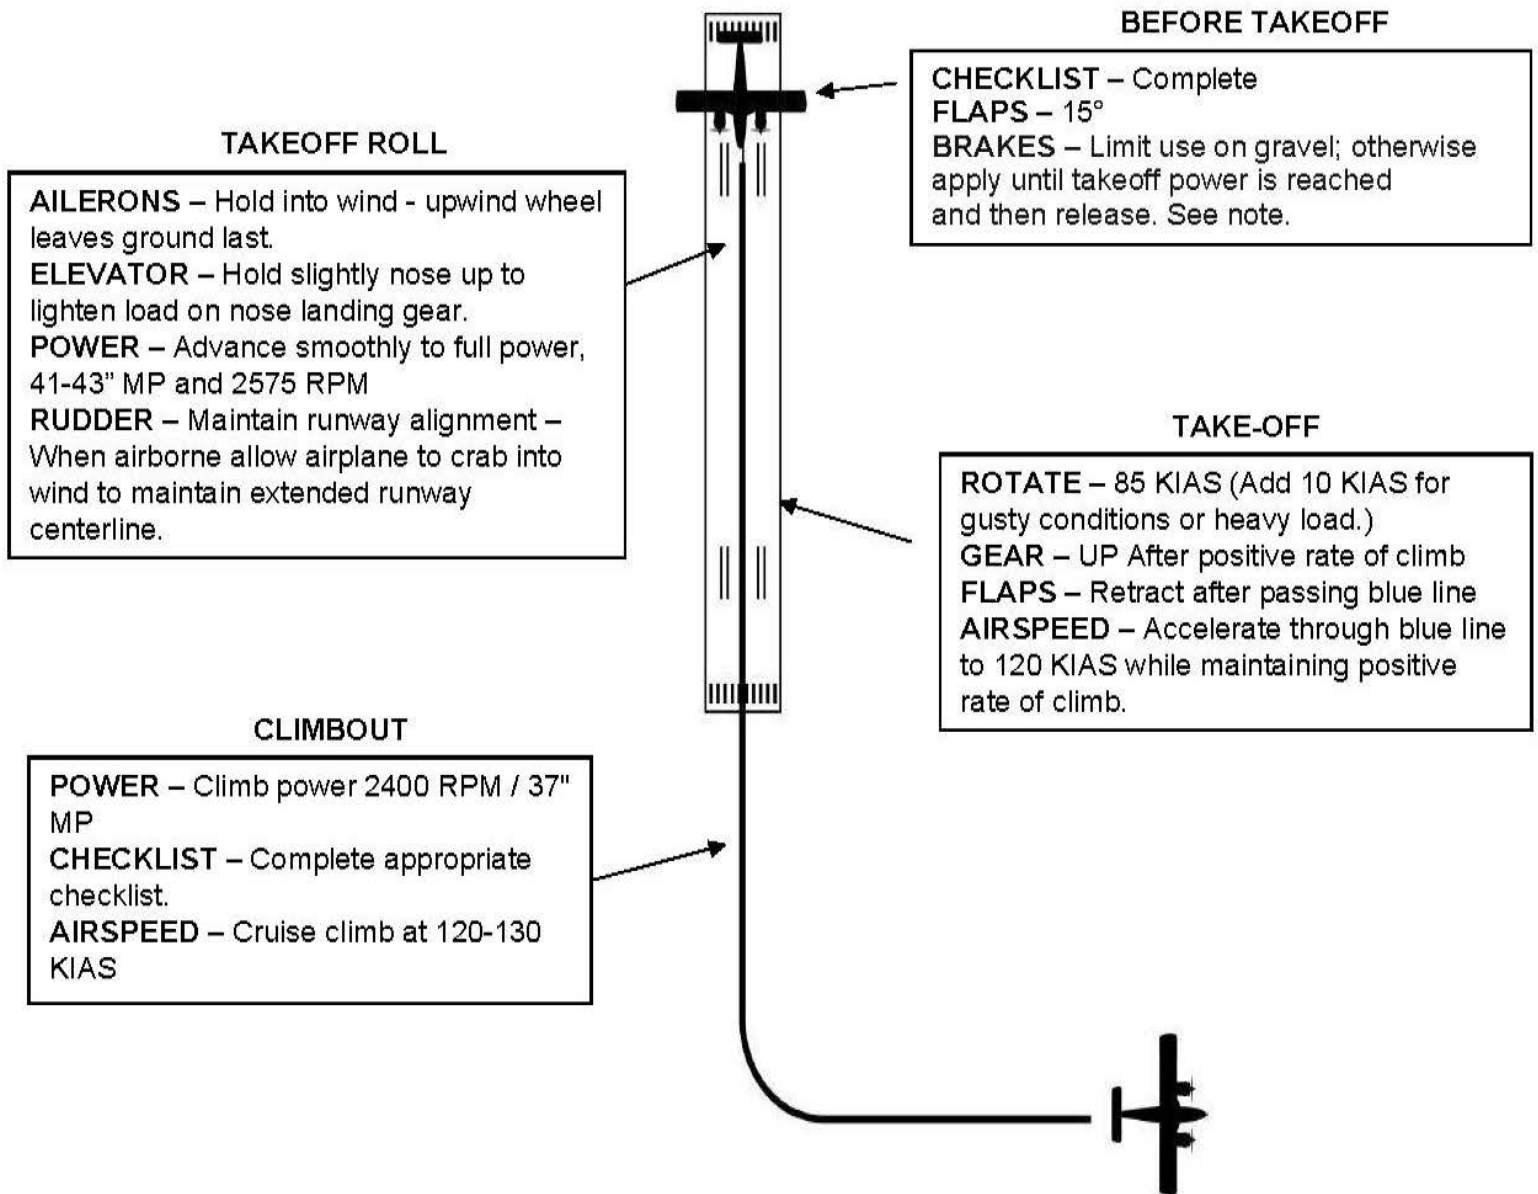 BEFORE TAKEOFF
CHECKLIST – Complete
FLAPS – 15°
BRAKES – Limit use on gravel; otherwise
apply until takeoff power is reached
and then release. See note.
TAKEOFF ROLL
AILERONS – Hold into wind - upwind wheel
leaves ground last.
ELEVATOR – Hold slightly nose up to
lighten load on nose landing gear.
POWER – Advance smoothly to full power,
41-43” MP and 2575 RPM
RUDDER – Maintain runway alignment –
When airborne allow airplane to crab into
wind to maintain extended runway
centerline.
TAKE-OFF
ROTATE – 85 KIAS (Add 10 KIAS for
gusty conditions or heavy load.)
GEAR – UP After positive rate of climb
FLAPS – Retract after passing blue line
AIRSPEED – Accelerate through blue line
to 120 KIAS while maintaining positive
rate of climb.
CLIMBOUT
POWER – Climb power 2400 RPM / 37"
MP
CHECKLIST – Complete appropriate
checklist.
AIRSPEED – Cruise climb at 120-130
KIAS